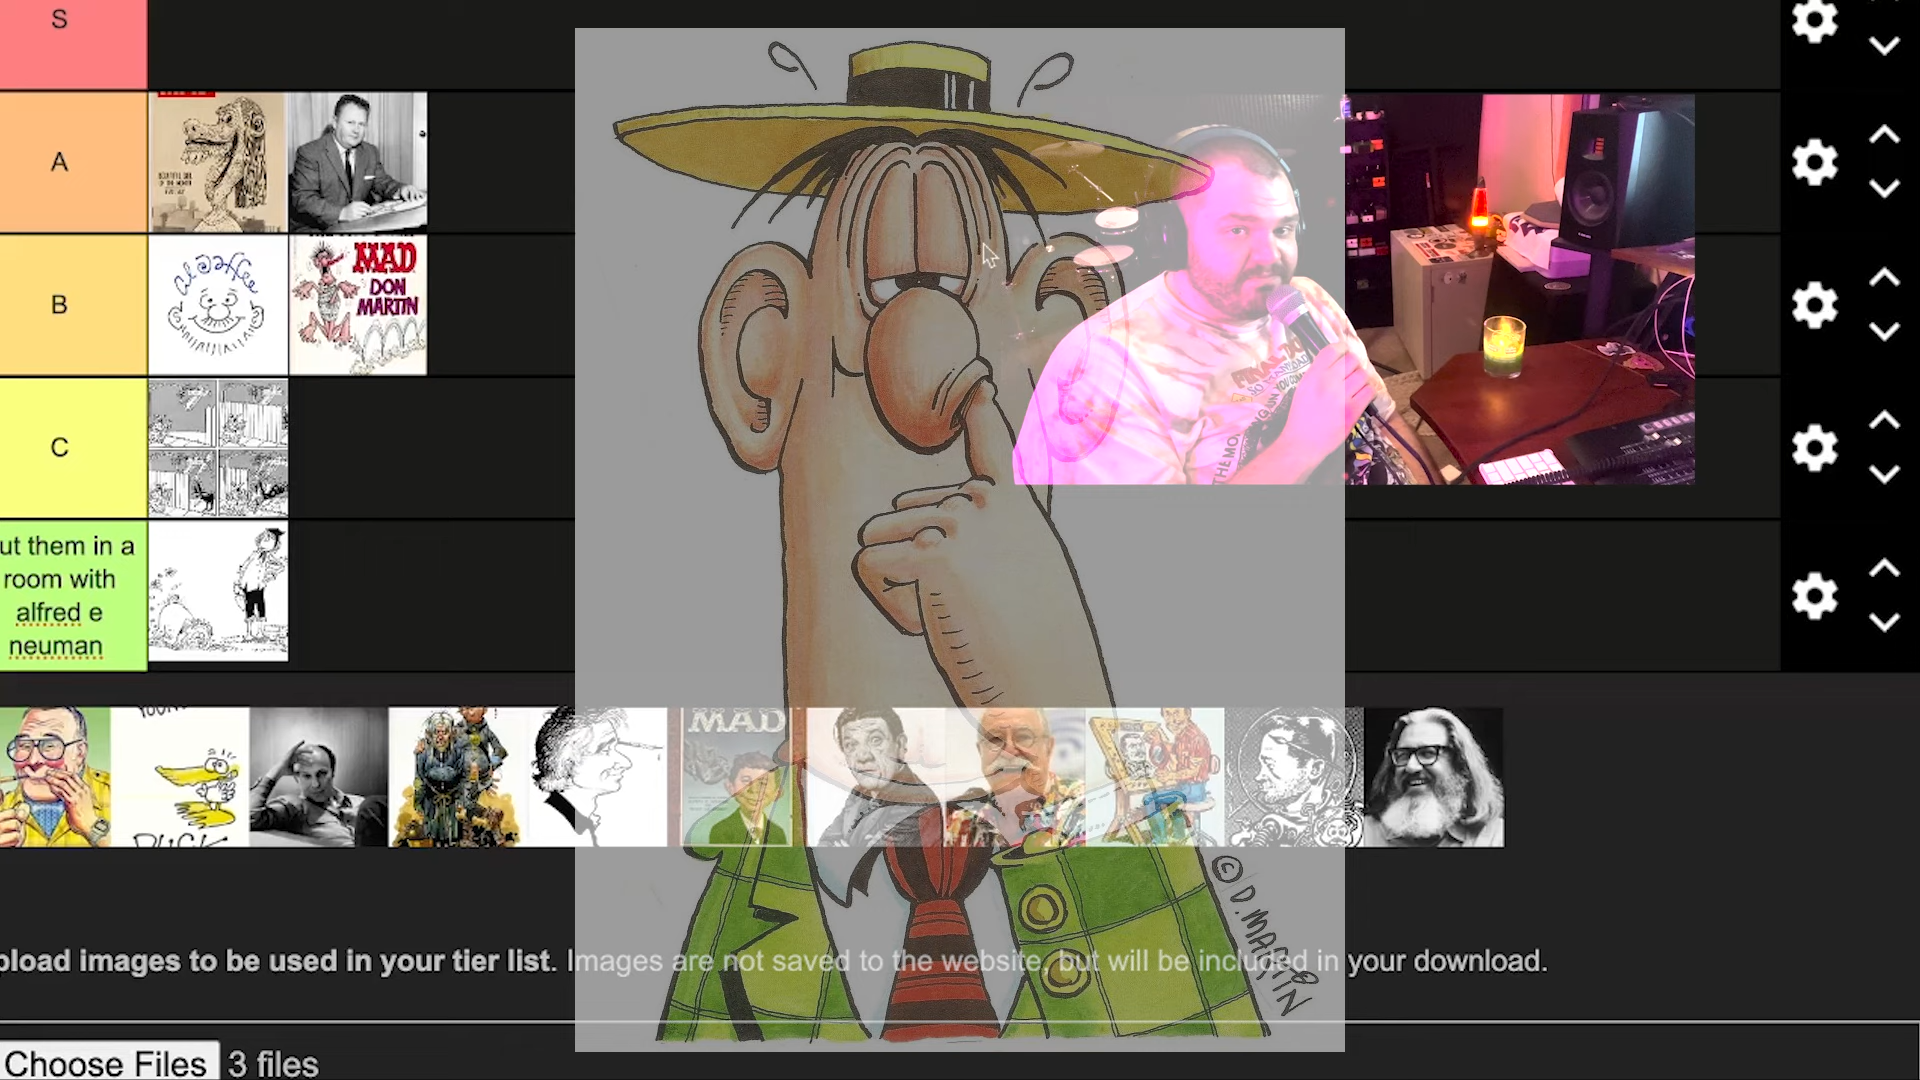 S
A
B
al Jaffee
MAD
DON
MARTIN
C
ut them in a
room with
alfred e
neuman
MAD
© D. MARTIN
pload images to be used in your tier list. Images are not saved to the website, but will be included in your download.
Choose Files 3 files